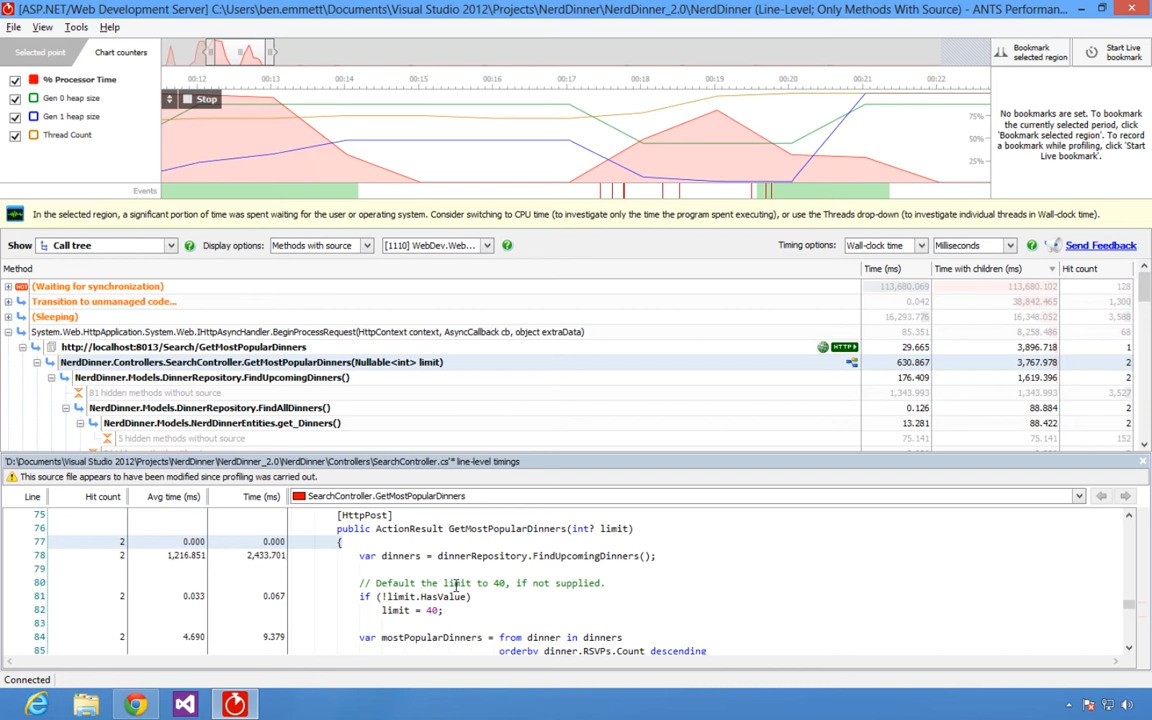 [ASP.NET/Web Development Server] C:\Users\ben.emmett\Documents\Visual Studio 2012\Projects\NerdDinner\NerdDinner_2.0\NerdDinner (Line-Level; Only Methods With Source) - ANTS Performa...
File View Tools Help
Selected point Chart counters
Bookmark selected region
Start Live bookmark
00:12 00:13 00:14 00:15 00:16 00:17 00:18 00:19 00:20 00:21 00:22
% Processor Time
Gen 0 heap size
Gen 1 heap size
Thread Count
Stop
75%
50%
25%
Events
No bookmarks are set. To bookmark
the currently selected period, click
'Bookmark selected region'. To record
a bookmark while profiling, click 'Start
Live bookmark'.
In the selected region, a significant portion of time was spent waiting for the user or operating system. Consider switching to CPU time (to investigate only the time the program spent executing), or use the Threads drop-down (to investigate individual threads in Wall-clock time).
Show Call tree Display options: Methods with source [1110] WebDev.Web... Timing options: Wall-clock time Milliseconds Send Feedback
Method Time (ms) Time with children (ms) Hit count
HOT (Waiting for synchronization) 113,680.069 113,680.102 128
Transition to unmanaged code... 0.042 38,842.465 1,300
(Sleeping) 16,293.776 16,348.052 3,588
System.Web.HttpApplication.System.Web.IHttpAsyncHandler.BeginProcessRequest(HttpContext context, AsyncCallback cb, object extraData) 85.351 8,258.486 68
http://localhost:8013/Search/GetMostPopularDinners HTTP 29.665 3,896.718 1
NerdDinner.Controllers.SearchController.GetMostPopularDinners(Nullable<int> limit) 630.867 3,767.978 2
NerdDinner.Models.DinnerRepository.FindUpcomingDinners() 176.409 1,619.396 2
81 hidden methods without source 1,343.993 1,343.993 3,527
NerdDinner.Models.DinnerRepository.FindAllDinners() 0.126 88.884 2
NerdDinner.Models.NerdDinnerEntities.get_Dinners() 13.281 88.422 2
5 hidden methods without source 75.141 75.141 152
'D:\Documents\Visual Studio 2012\Projects\NerdDinner\NerdDinner_2.0\NerdDinner\Controllers\SearchController.cs'* line-level timings
This source file appears to have been modified since profiling was carried out.
Line Hit count Avg time (ms) Time (ms) SearchController.GetMostPopularDinners
75 [HttpPost]
76 public ActionResult GetMostPopularDinners(int? limit)
77 2 0.000 0.000 {
78 2 1,216.851 2,433.701 var dinners = dinnerRepository.FindUpcomingDinners();
80 // Default the limit to 40, if not supplied.
81 2 0.033 0.067 if (!limit.HasValue)
82 limit = 40;
84 2 4.690 9.379 var mostPopularDinners = from dinner in dinners
85 orderby dinner.RSVPs.Count descending
Connected